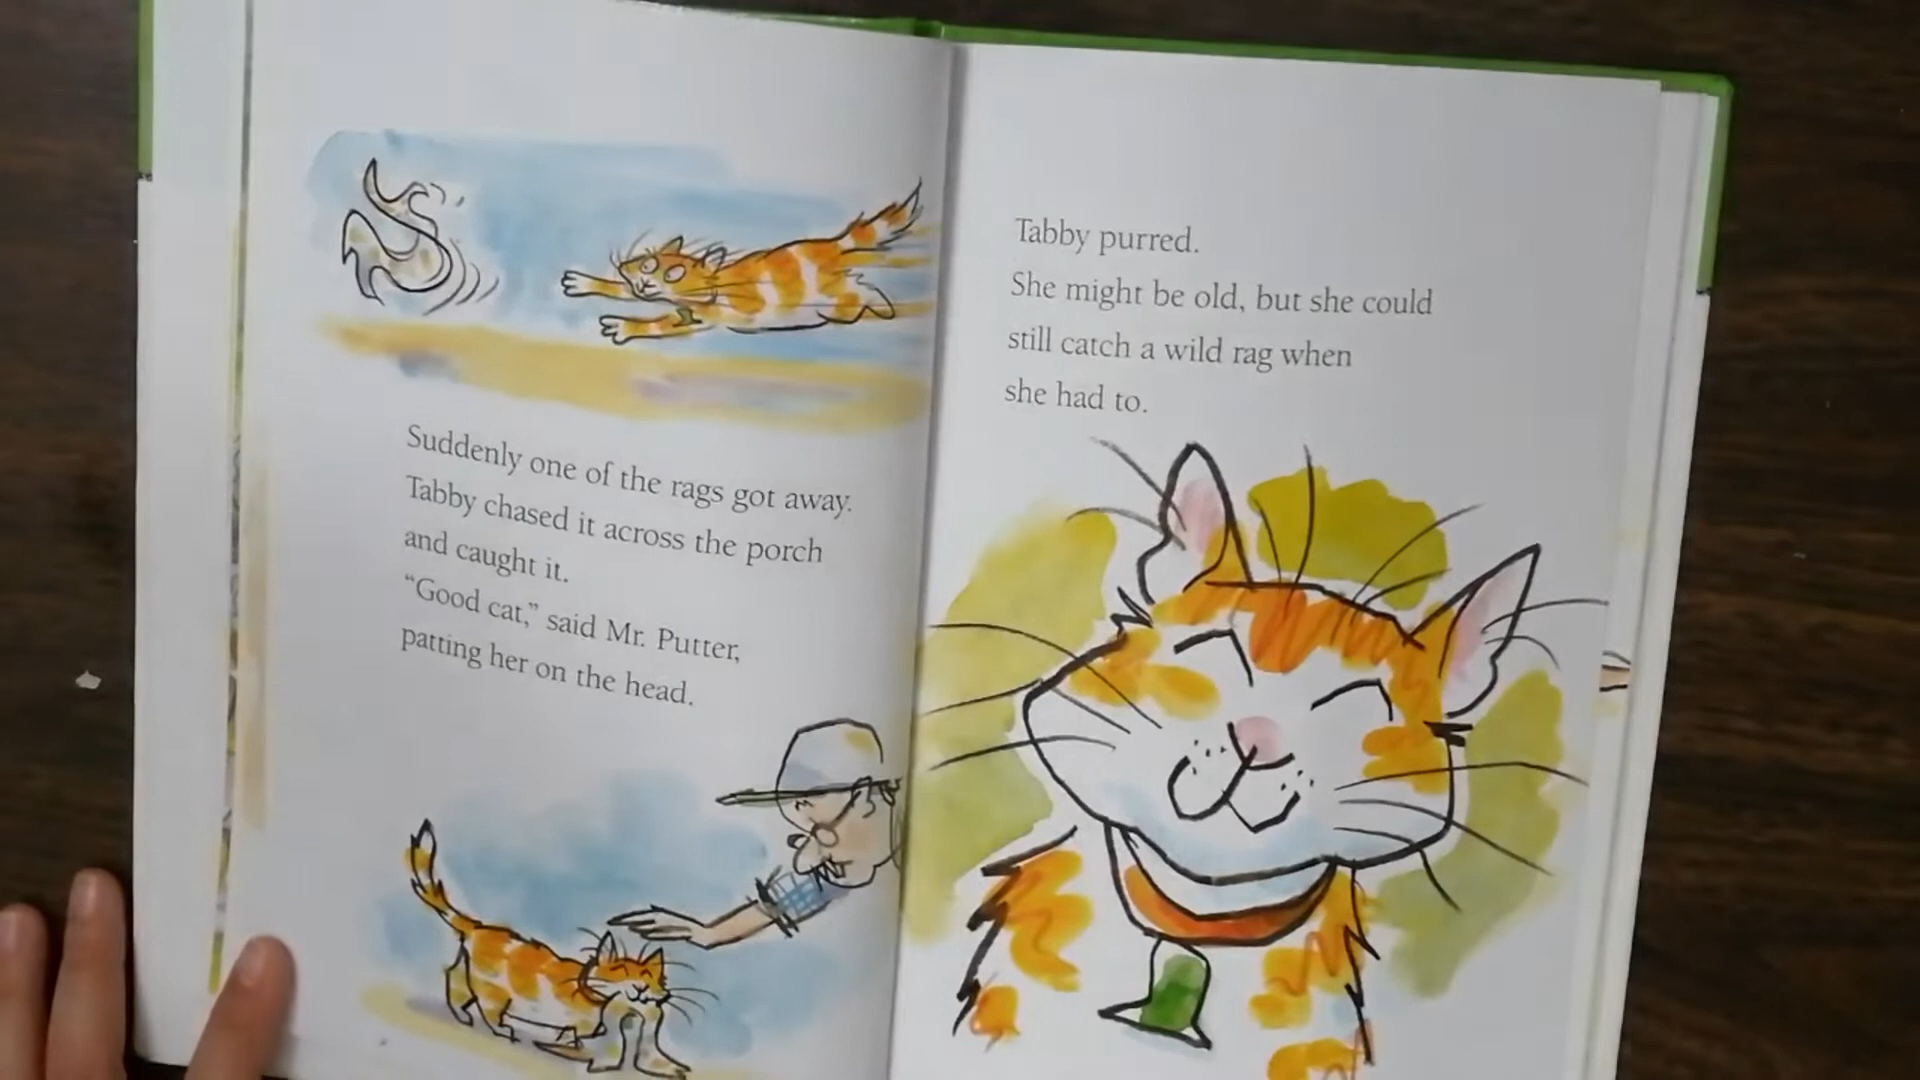 Suddenly one of the rags got away.
Tabby chased it across the porch
and caught it.
“Good cat,” said Mr. Putter,
patting her on the head.
Tabby purred.
She might be old, but she could
still catch a wild rag when
she had to.